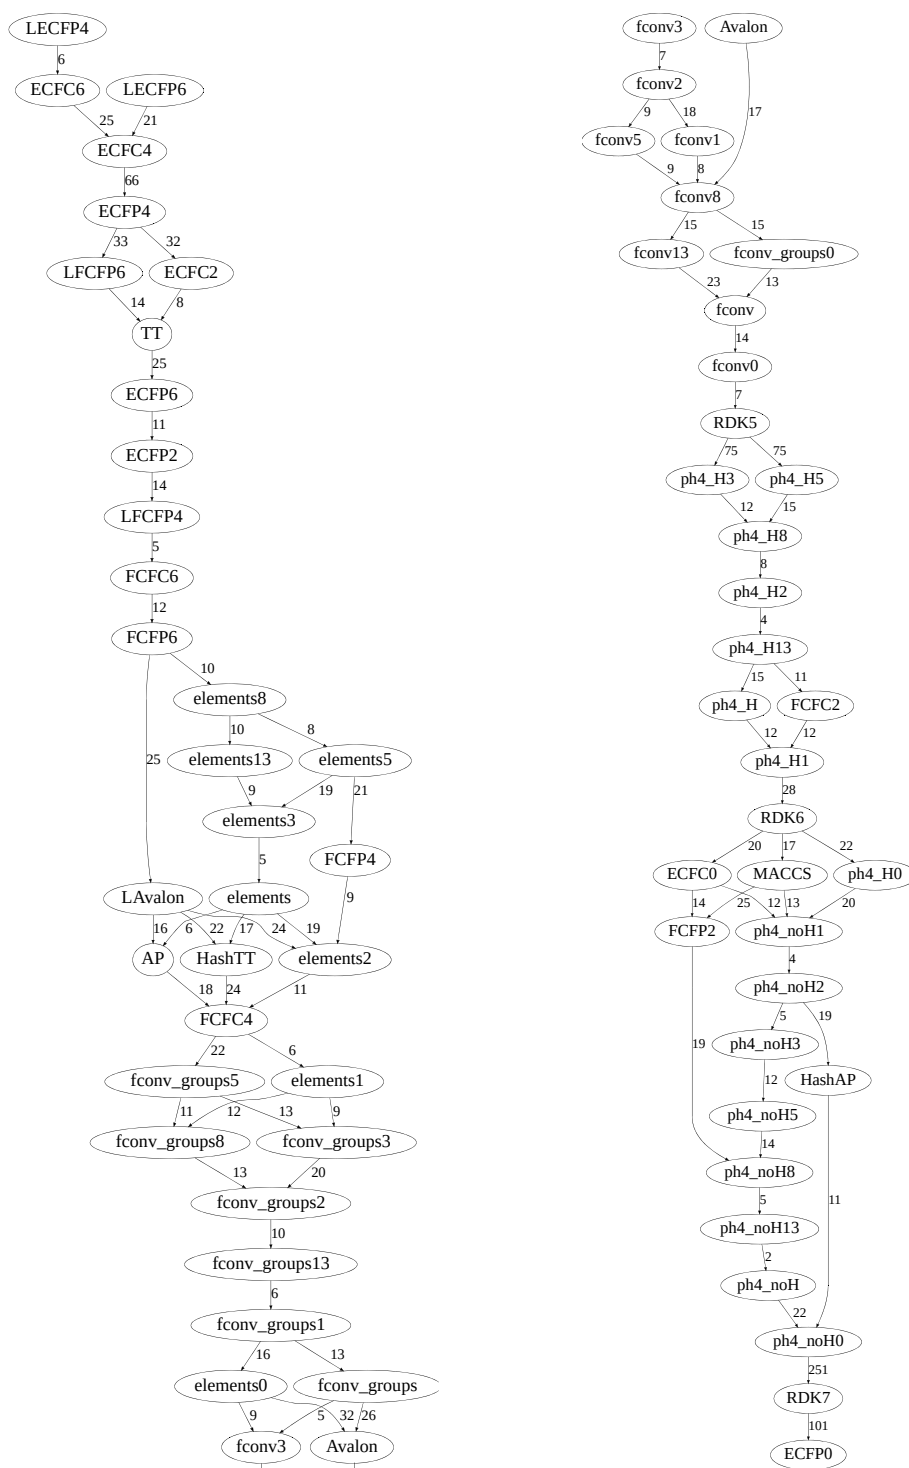 LECFP4
6
ECFC6 LECFP6
25 21
ECFC4
66
ECFP4
33 32
LFCFP6 ECFC2
14 8
TT
25
ECFP6
11
ECFP2
14
LFCFP4
5
FCFC6
12
FCFP6
10
elements8
10 8
25 elements13 elements5
9 19 21
elements3
5 FCFP4
9
LAvalon elements
16 6 22 17 24 19
AP HashTT elements2
18 24 11
FCFC4
22 6
fconv_groups5 elements1
11 12 13 9
fconv_groups8 fconv_groups3
13 20
fconv_groups2
10
fconv_groups13
6
fconv_groups1
16 13
elements0 fconv_groups
9 5 32 26
fconv3 Avalon
fconv3 Avalon
7
fconv2
9 18 17
fconv5 fconv1
9 8
fconv8
15 15
fconv13 fconv_groups0
23 13
fconv
14
fconv0
7
RDK5
75 75
ph4_H3 ph4_H5
12 15
ph4_H8
8
ph4_H2
4
ph4_H13
15 11
ph4_H FCFC2
12 12
ph4_H1
28
RDK6
20 17 22
ECFC0 MACCS ph4_H0
14 25 12 13 20
FCFP2 ph4_noH1
4
ph4_noH2
5 19
19 ph4_noH3
12 HashAP
ph4_noH5
14
ph4_noH8
5 11
ph4_noH13
2
ph4_noH
22
ph4_noH0
251
RDK7
101
ECFP0